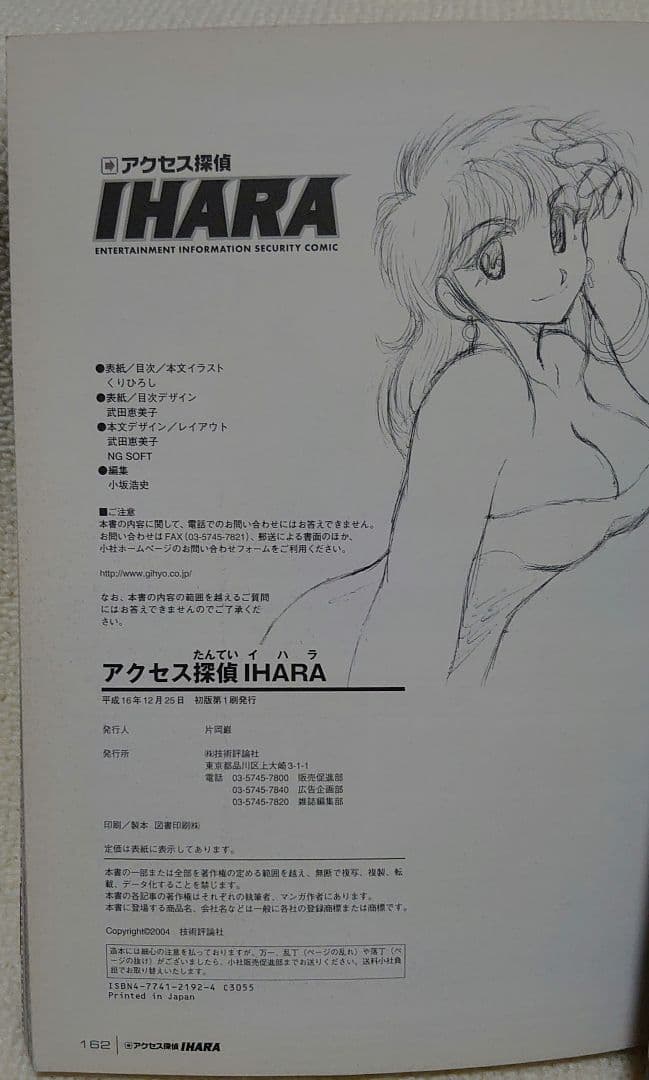 アクセス探偵
IHARA
ENTERTAINMENT INFORMATION SECURITY COMIC
●表紙／目次／本文イラスト
くりひろし
●表紙／目次デザイン
武田恵美子
●本文デザイン／レイアウト
武田恵美子
NG SOFT
●編集
小坂浩史
■ご注意
本書の内容に関して、電話でのお問い合わせにはお答えできません。
お問い合わせはFAX (03-5745-7821)、郵送による書面のほか、
小社ホームページのお問い合わせフォームをご利用ください。
http://www.gihyo.co.jp/
なお、本書の内容の範囲を越えるご質問
にはお答えできませんのでご了承くだ
さい。
たんてい イ ハ ラ
アクセス探偵IHARA
平成16年12月25日 初版第1刷発行
発行人 片岡巌
発行所 ㈱技術評論社
東京都品川区上大崎3-1-1
電話 03-5745-7800 販売促進部
03-5745-7840 広告企画部
03-5745-7820 雑誌編集部
印刷／製本 図書印刷㈱
定価は表紙に表示してあります。
本書の一部または全部を著作権の定める範囲を越え、無断で複写、複製、転
載、データ化することを禁じます。
本書の各記事の著作権はそれぞれの執筆者、マンガ作者にあります。
本書に登場する商品名、会社名などは一般に各社の登録商標または商標です。
Copyright©2004 技術評論社
造本には細心の注意を払っておりますが、万一、乱丁（ページの乱れ）や落丁（ペ
ージの抜け）がございましたら、小社販売促進部までお送りください。送料小社負
担でお取り替えいたします。
ISBN4-7741-2192-4 C3055
Printed in Japan
162 アクセス探偵 IHARA